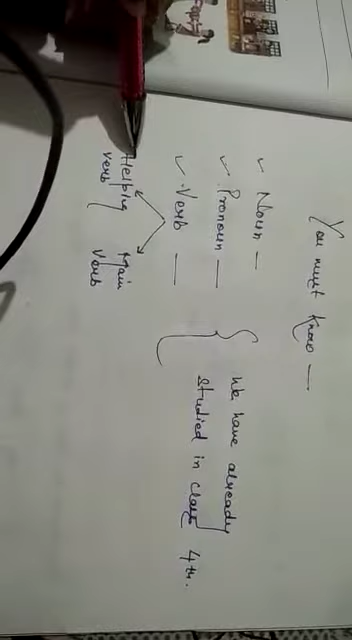 You must know —
✓ Noun —
✓ Pronoun —
✓ Verb —
Helping verb
Main Verb
We have already
studied in class 4th.